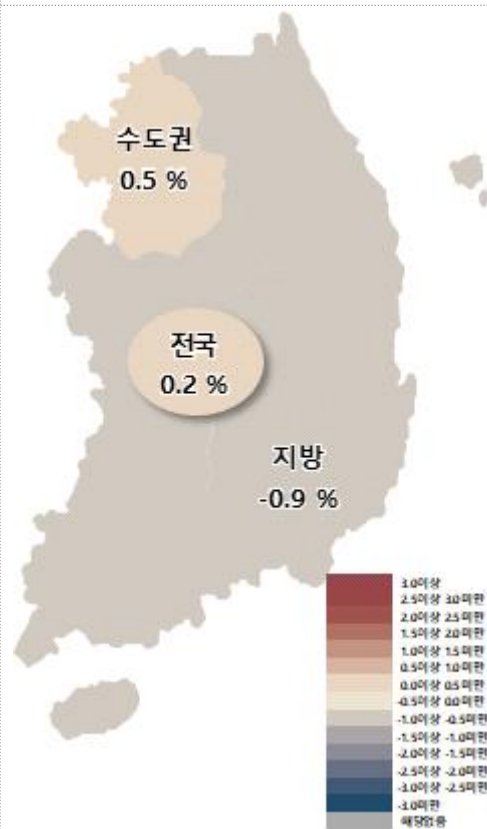 수도권
0.5 %
전국
0.2 %
지방
-0.9 %
3.0이상
2.5이상 3.0미만
2.0이상 2.5미만
1.5이상 2.0미만
1.0이상 1.5미만
0.5이상 1.0미만
0.0이상 0.5미만
-0.5이상 0.0미만
-1.0이상 -0.5미만
-1.5이상 -1.0미만
-2.0이상 -1.5미만
-2.5이상 -2.0미만
-3.0이상 -2.5미만
-3.0미만
해당없음